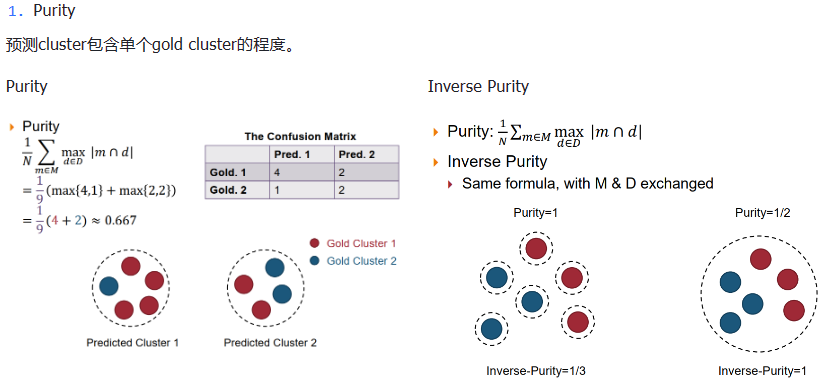 1. Purity
预测cluster包含单个gold cluster的程度。
Purity
Purity
1/N ∑m∈M max d∈D |m ∩ d|
= 1/9 (max{4,1} + max{2,2})
= 1/9 (4 + 2) ≈ 0.667
The Confusion Matrix
Pred. 1 Pred. 2
Gold. 1 4 2
Gold. 2 1 2
Gold Cluster 1
Gold Cluster 2
Predicted Cluster 1 Predicted Cluster 2
Inverse Purity
Purity: 1/N ∑m∈M max d∈D |m ∩ d|
Inverse Purity
Same formula, with M & D exchanged
Purity=1 Purity=1/2
Inverse-Purity=1/3 Inverse-Purity=1